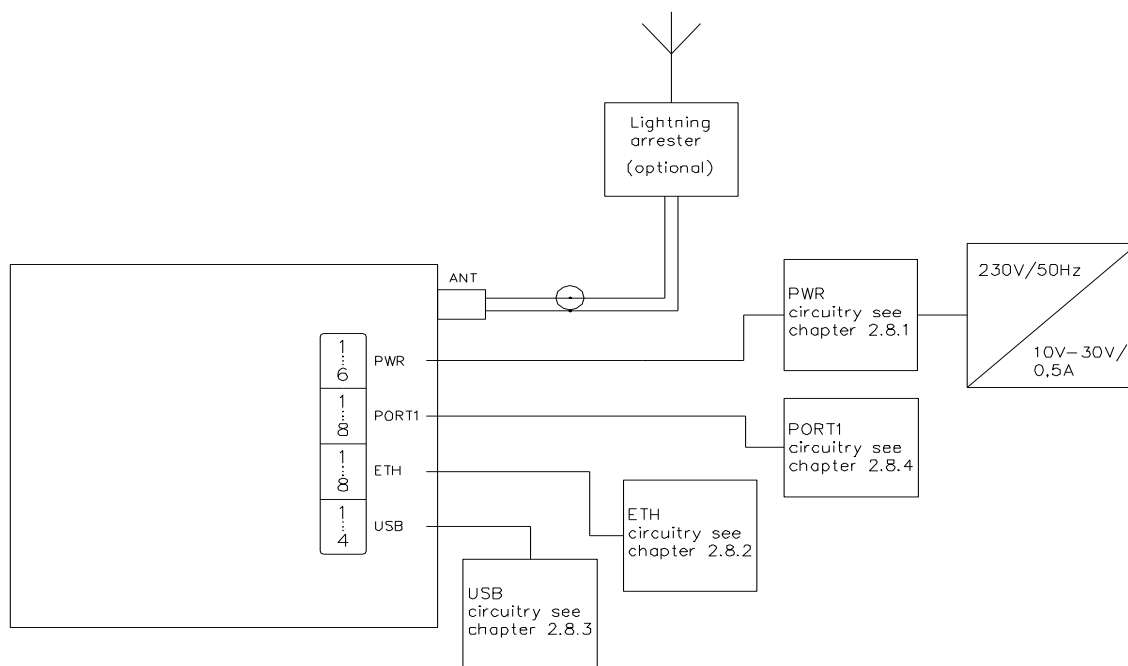 Lightning
arrester
(optional)
ANT
230V/50Hz
10V-30V/
0,5A
PWR
circuitry see
chapter 2.8.1
1
6
PWR
1
8
PORT1
1
8
ETH
1
4
USB
PORT1
circuitry see
chapter 2.8.4
ETH
circuitry see
chapter 2.8.2
USB
circuitry see
chapter 2.8.3